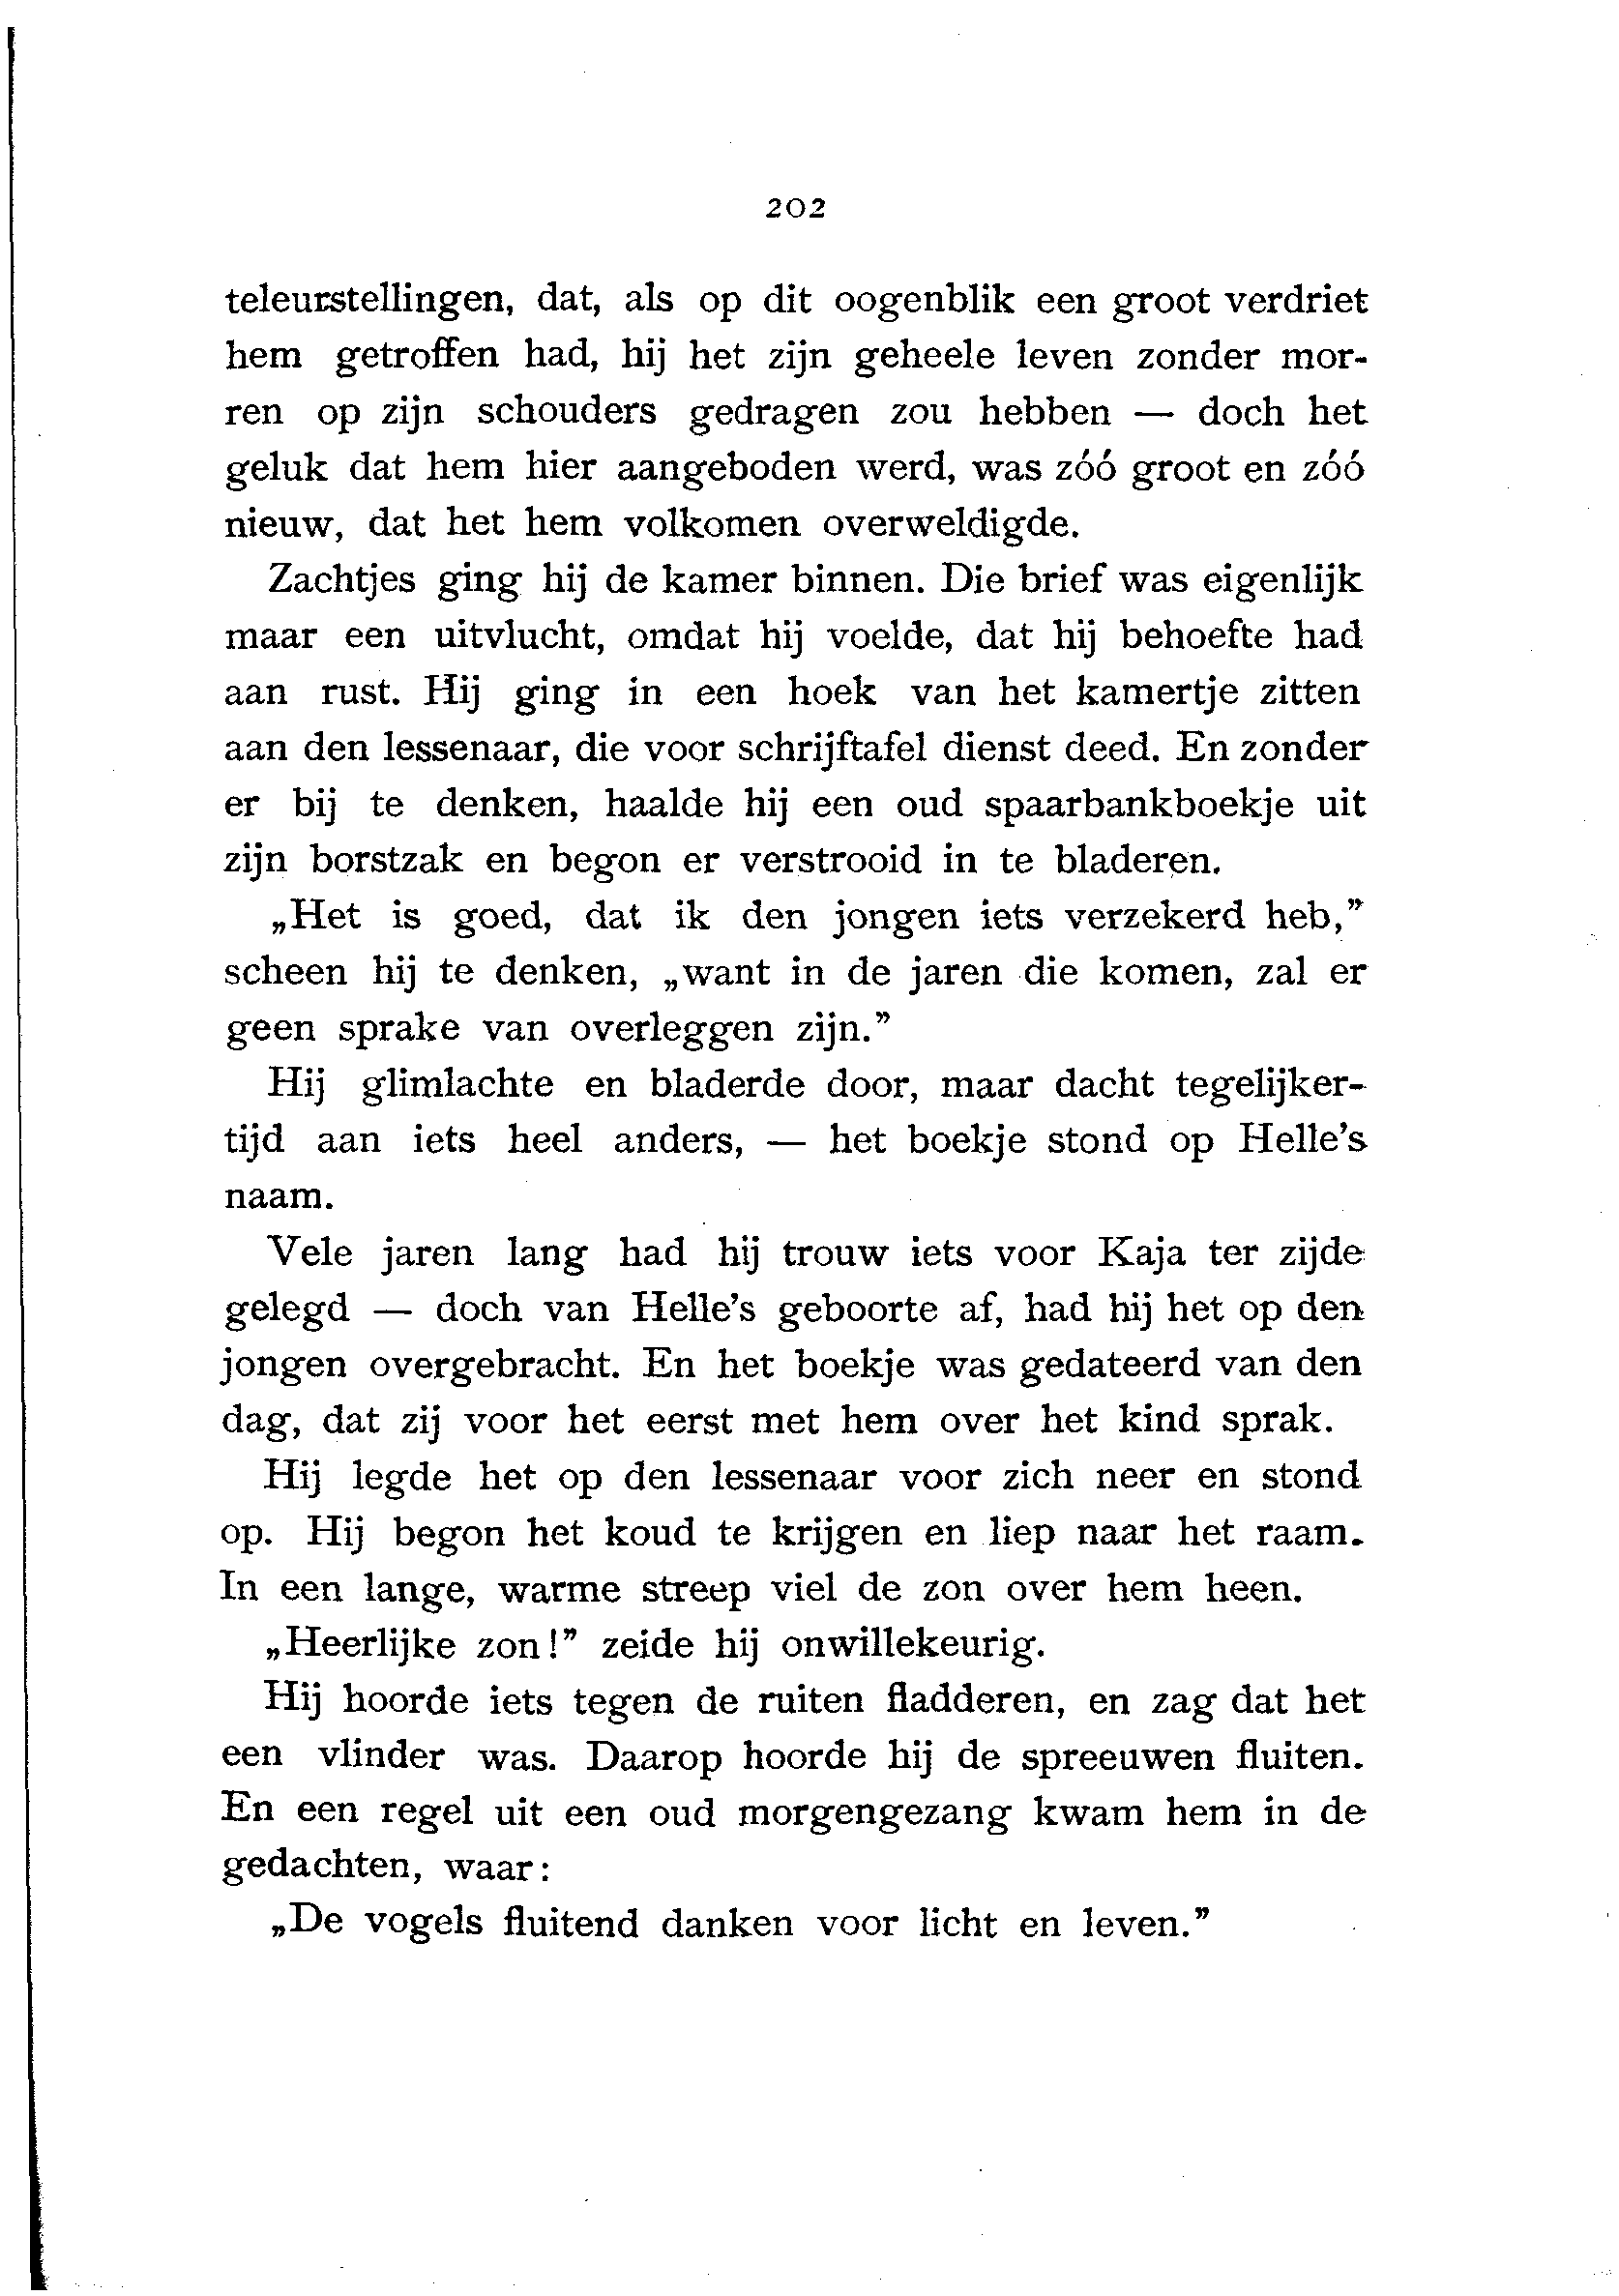 202
teleurstellingen, dat, als op dit oogenblik een groot verdriet
hem getroffen had, hij het zijn geheele leven zonder mor-
ren op zijn schouders gedragen zou hebben — doch het
geluk dat hem hier aangeboden werd, was zóó groot en zóó
nieuw, dat het hem volkomen overweldigde.
Zachtjes ging hij de kamer binnen. Die brief was eigenlijk
maar een uitvlucht, omdat hij voelde, dat hij behoefte had
aan rust. Hij ging in een hoek van het kamertje zitten
aan den lessenaar, die voor schrijftafel dienst deed. En zonder
er bij te denken, haalde hij een oud spaarbankboekje uit
zijn borstzak en begon er verstrooid in te bladeren.
„Het is goed, dat ik den jongen iets verzekerd heb,”
scheen hij te denken, „want in de jaren die komen, zal er
geen sprake van overleggen zijn.”
Hij glimlachte en bladerde door, maar dacht tegelijker-
tijd aan iets heel anders, — het boekje stond op Helle’s
naam.
Vele jaren lang had hij trouw iets voor Kaja ter zijde
gelegd — doch van Helle’s geboorte af, had hij het op den
jongen overgebracht. En het boekje was gedateerd van den
dag, dat zij voor het eerst met hem over het kind sprak.
Hij legde het op den lessenaar voor zich neer en stond
op. Hij begon het koud te krijgen en liep naar het raam.
In een lange, warme streep viel de zon over hem heen.
„Heerlijke zon!” zeide hij onwillekeurig.
Hij hoorde iets tegen de ruiten fladderen, en zag dat het
een vlinder was. Daarop hoorde hij de spreeuwen fluiten.
En een regel uit een oud morgengezang kwam hem in de
gedachten, waar:
„De vogels fluitend danken voor licht en leven.”